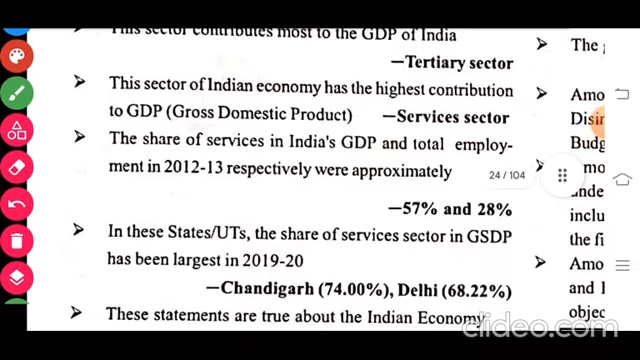 This sector contributes most to the GDP of India
—Tertiary sector
This sector of Indian economy has the highest contribution
to GDP (Gross Domestic Product) —Services sector
The share of services in India's GDP and total employ-
ment in 2012-13 respectively were approximately
—57% and 28%
In these States/UTs, the share of services sector in GSDP
has been largest in 2019-20
—Chandigarh (74.00%), Delhi (68.22%)
These statements are true about the Indian Economy
24 / 104
The
Amo
Disin
Budg
unde
inclu
the fi
Amo
and
objec
clideo.com